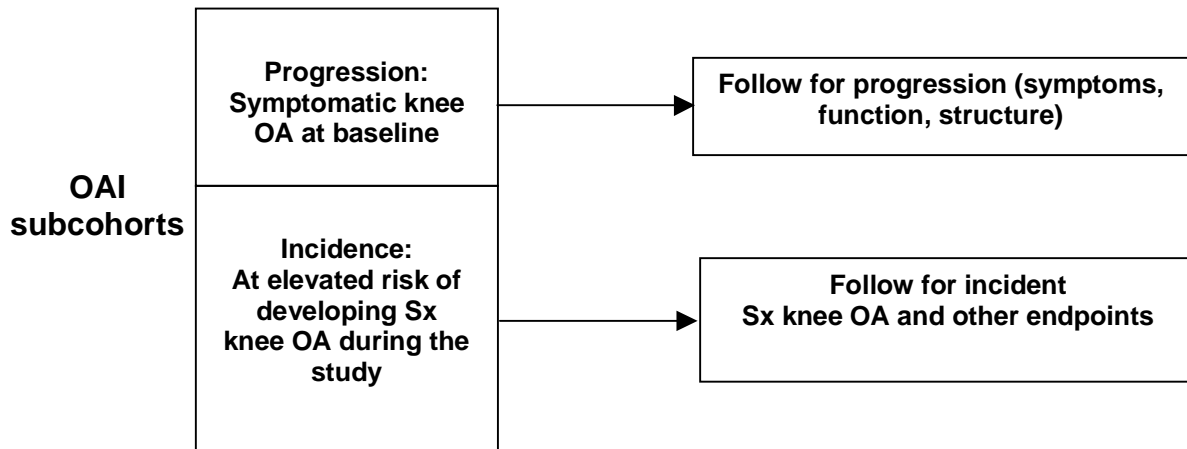 OAI
subcohorts
Progression:
Symptomatic knee
OA at baseline
Follow for progression (symptoms,
function, structure)
Incidence:
At elevated risk of
developing Sx
knee OA during the
study
Follow for incident
Sx knee OA and other endpoints